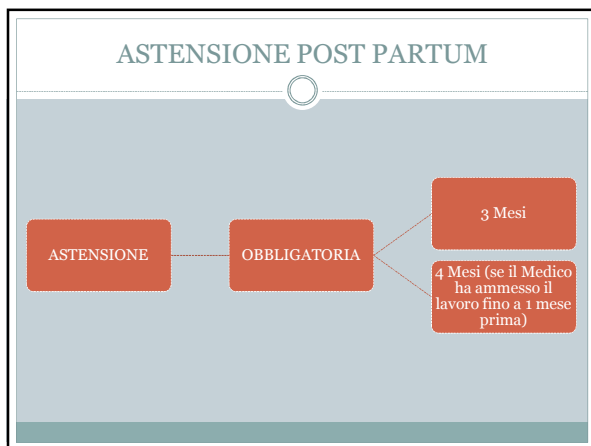 ASTENSIONE POST PARTUM
ASTENSIONE
OBBLIGATORIA
3 Mesi
4 Mesi (se il Medico
ha ammesso il
lavoro fino a 1 mese
prima)